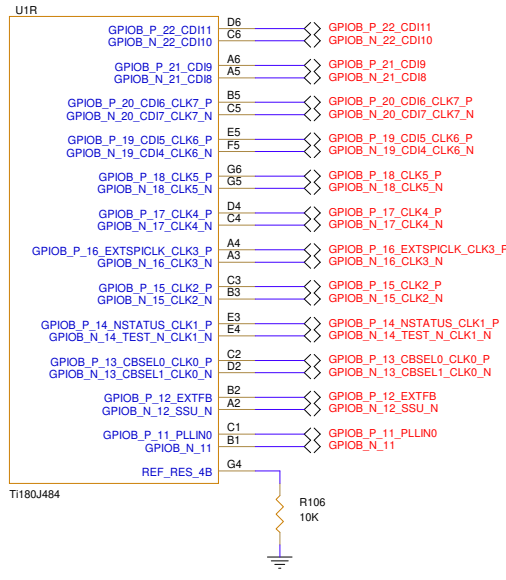 U1R
GPIOB_P_22_CDI11 D6 GPIOB_P_22_CDI11
GPIOB_N_22_CDI10 C6 GPIOB_N_22_CDI10
GPIOB_P_21_CDI9 A6 GPIOB_P_21_CDI9
GPIOB_N_21_CDI8 A5 GPIOB_N_21_CDI8
GPIOB_P_20_CDI6_CLK7_P B5 GPIOB_P_20_CDI6_CLK7_P
GPIOB_N_20_CDI7_CLK7_N C5 GPIOB_N_20_CDI7_CLK7_N
GPIOB_P_19_CDI5_CLK6_P E5 GPIOB_P_19_CDI5_CLK6_P
GPIOB_N_19_CDI4_CLK6_N F5 GPIOB_N_19_CDI4_CLK6_N
GPIOB_P_18_CLK5_P G6 GPIOB_P_18_CLK5_P
GPIOB_N_18_CLK5_N G5 GPIOB_N_18_CLK5_N
GPIOB_P_17_CLK4_P D4 GPIOB_P_17_CLK4_P
GPIOB_N_17_CLK4_N C4 GPIOB_N_17_CLK4_N
GPIOB_P_16_EXTSPICLK_CLK3_P A4 GPIOB_P_16_EXTSPICLK_CLK3_P
GPIOB_N_16_CLK3_N A3 GPIOB_N_16_CLK3_N
GPIOB_P_15_CLK2_P C3 GPIOB_P_15_CLK2_P
GPIOB_N_15_CLK2_N B3 GPIOB_N_15_CLK2_N
GPIOB_P_14_NSTATUS_CLK1_P E3 GPIOB_P_14_NSTATUS_CLK1_P
GPIOB_N_14_TEST_N_CLK1_N E4 GPIOB_N_14_TEST_N_CLK1_N
GPIOB_P_13_CBSEL0_CLK0_P C2 GPIOB_P_13_CBSEL0_CLK0_P
GPIOB_N_13_CBSEL1_CLK0_N D2 GPIOB_N_13_CBSEL1_CLK0_N
GPIOB_P_12_EXTFB B2 GPIOB_P_12_EXTFB
GPIOB_N_12_SSU_N A2 GPIOB_N_12_SSU_N
GPIOB_P_11_PLLIN0 C1 GPIOB_P_11_PLLIN0
GPIOB_N_11 B1 GPIOB_N_11
REF_RES_4B G4
Ti180J484
R106
10K